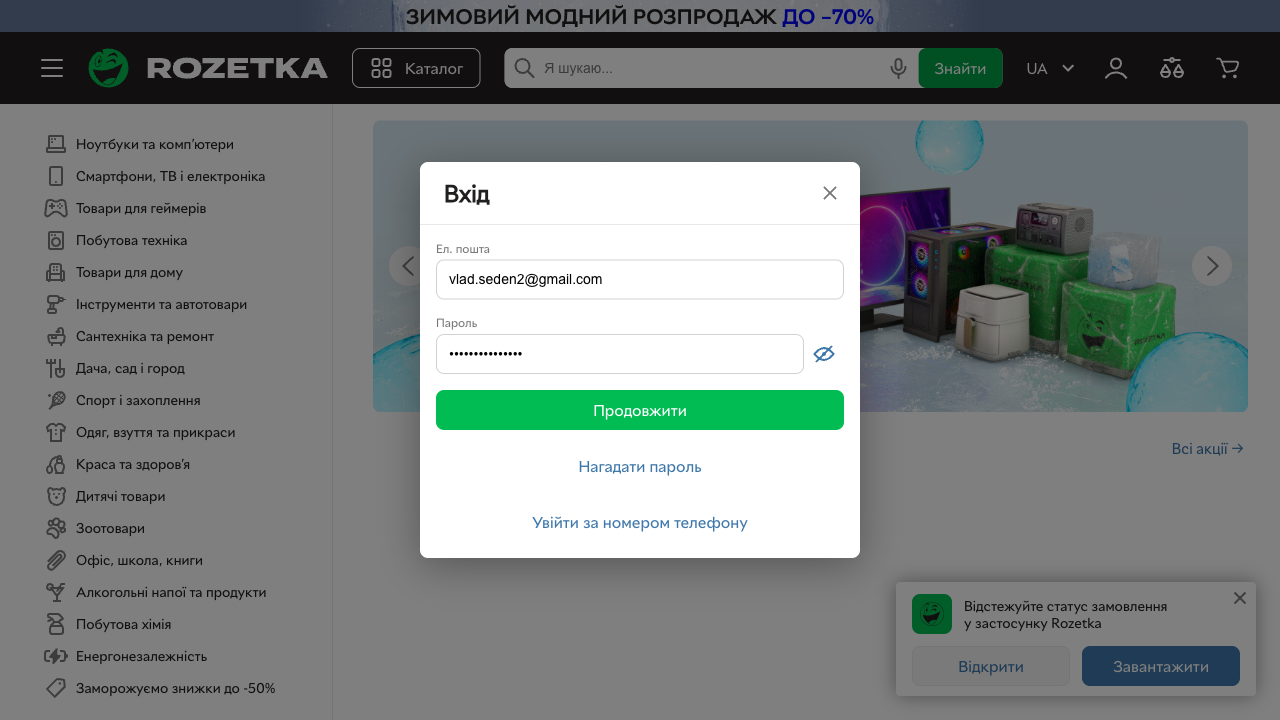 ЗИМОВИЙ МОДНИЙ РОЗПРОДАЖ ДО –70%
ROZETKA
Каталог
Я шукаю...
Знайти
UA
Ноутбуки та комп'ютери
Смартфони, ТВ і електроніка
Товари для геймерів
Побутова техніка
Товари для дому
Інструменти та автотовари
Сантехніка та ремонт
Дача, сад і город
Спорт і захоплення
Одяг, взуття та прикраси
Краса та здоров'я
Дитячі товари
Зоотовари
Офіс, школа, книги
Алкогольні напої та продукти
Побутова хімія
Енергонезалежність
Заморожуємо знижки до -50%
Вхід
Ел. пошта
vlad.seden2@gmail.com
Пароль
•••••••••••••••
Продовжити
Нагадати пароль
Увійти за номером телефону
Всі акції →
Відстежуйте статус замовлення
у застосунку Rozetka
Відкрити
Завантажити